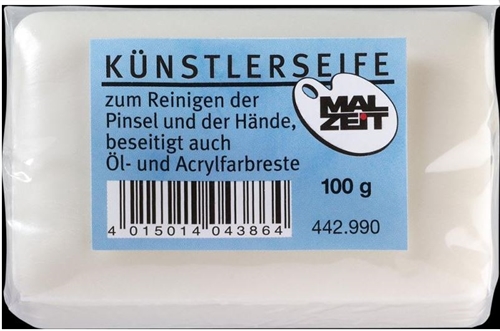 KÜNSTLERSEIFE
zum Reinigen der
Pinsel und der Hände,
beseitigt auch
Öl- und Acrylfarbreste
MAL
ZEIT
100 g
4 015014 043864
442.990